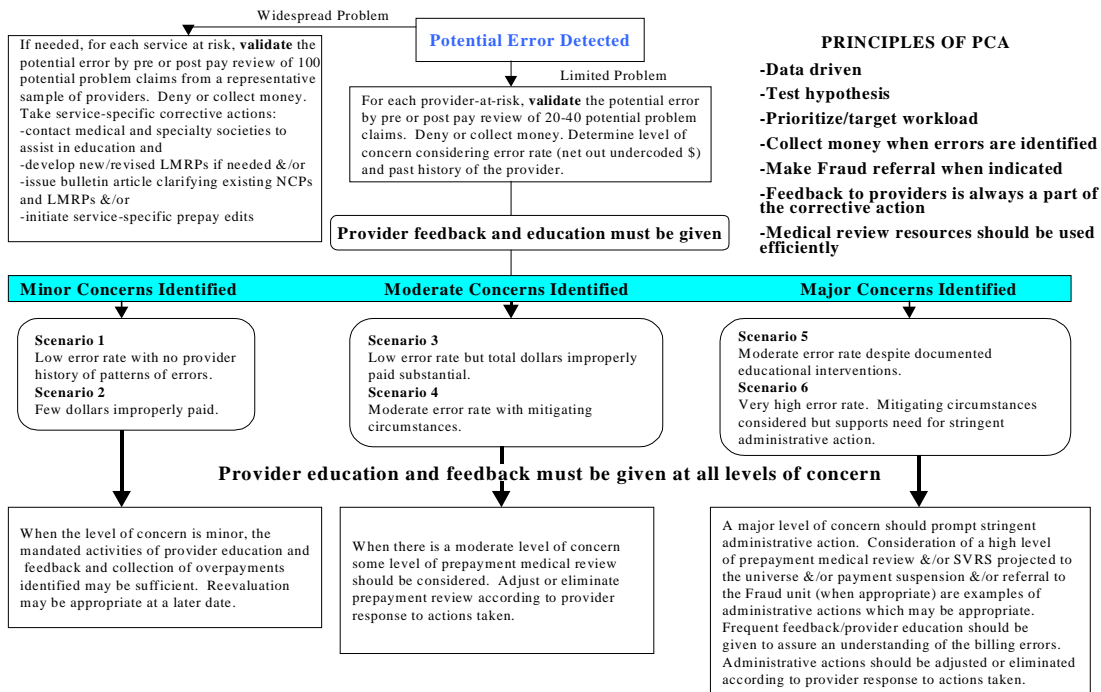 Widespread Problem
Potential Error Detected
If needed, for each service at risk, validate the
potential error by pre or post pay review of 100
potential problem claims from a representative
sample of providers. Deny or collect money.
Take service-specific corrective actions:
-contact medical and specialty societies to
assist in education and
-develop new/revised LMRPs if needed &/or
-issue bulletin article clarifying existing NCPs
and LMRPs &/or
-initiate service-specific prepay edits
Limited Problem
For each provider-at-risk, validate the potential error
by pre or post pay review of 20-40 potential problem
claims. Deny or collect money. Determine level of
concern considering error rate (net out undercoded $)
and past history of the provider.
PRINCIPLES OF PCA
-Data driven
-Test hypothesis
-Prioritize/target workload
-Collect money when errors are identified
-Make Fraud referral when indicated
-Feedback to providers is always a part of
the corrective action
-Medical review resources should be used
efficiently
Provider feedback and education must be given
Minor Concerns Identified
Moderate Concerns Identified
Major Concerns Identified
Scenario 1
Low error rate with no provider
history of patterns of errors.
Scenario 2
Few dollars improperly paid.
Scenario 3
Low error rate but total dollars improperly
paid substantial.
Scenario 4
Moderate error rate with mitigating
circumstances.
Scenario 5
Moderate error rate despite documented
educational interventions.
Scenario 6
Very high error rate. Mitigating circumstances
considered but supports need for stringent
administrative action.
Provider education and feedback must be given at all levels of concern
When the level of concern is minor, the
mandated activities of provider education and
feedback and collection of overpayments
identified may be sufficient. Reevaluation
may be appropriate at a later date.
When there is a moderate level of concern
some level of prepayment medical review
should be considered. Adjust or eliminate
prepayment review according to provider
response to actions taken.
A major level of concern should prompt stringent
administrative action. Consideration of a high level
of prepayment medical review &/or SVRS projected to
the universe &/or payment suspension &/or referral to
the Fraud unit (when appropriate) are examples of
administrative actions which may be appropriate.
Frequent feedback/provider education should be
given to assure an understanding of the billing errors.
Administrative actions should be adjusted or eliminated
according to provider response to actions taken.